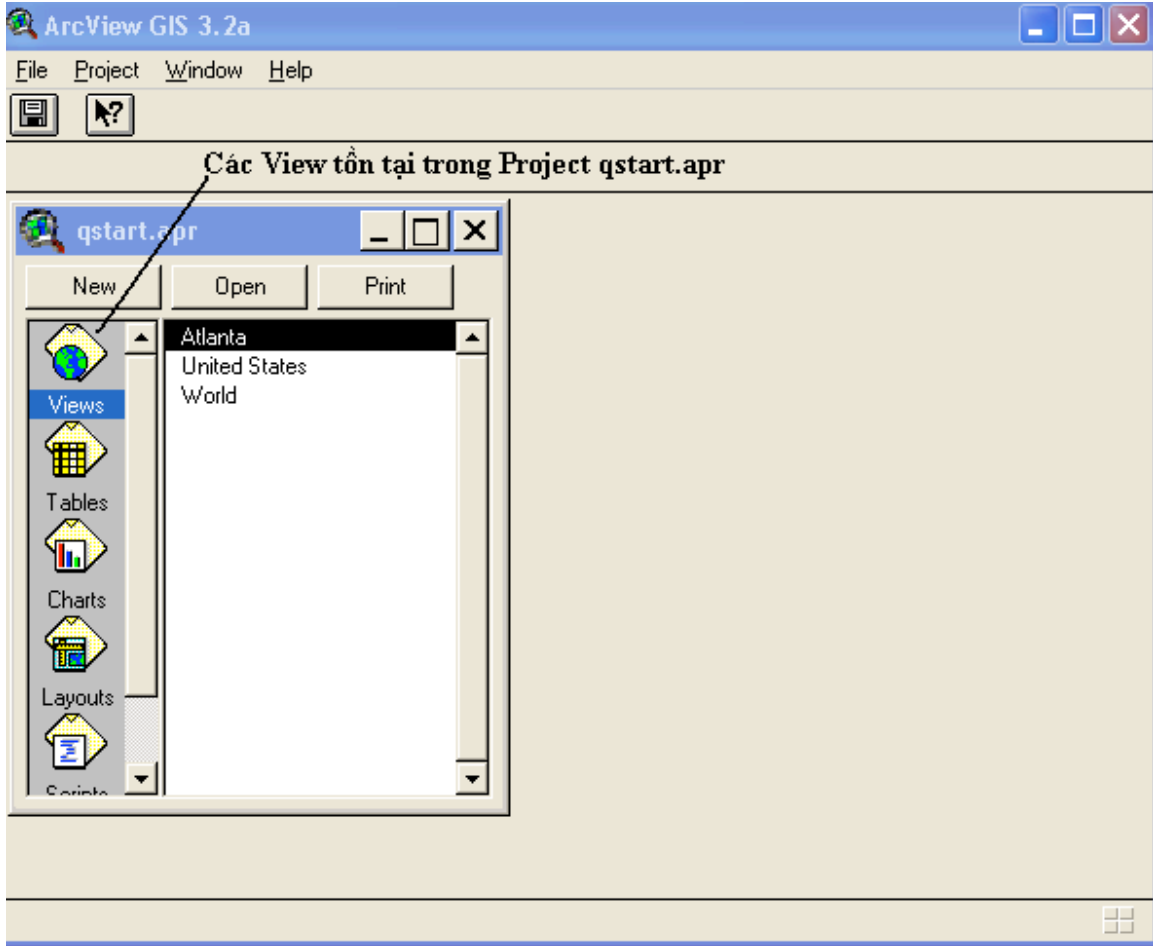 ArcView GIS 3.2a
File Project Window Help
Các View tồn tại trong Project qstart.apr
qstart.apr
New Open Print
Atlanta
United States
World
Views
Tables
Charts
Layouts
Scripts